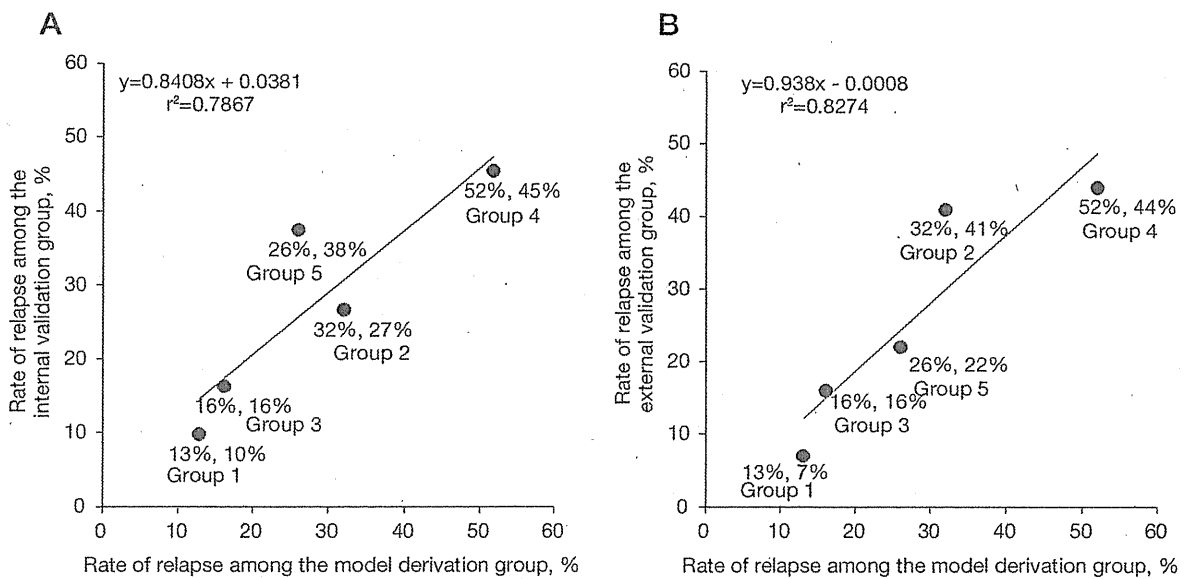 A
60
50
40
30
20
10
0
0 10 20 30 40 50 60
Rate of relapse among the
internal validation group, %
y=0.8408x + 0.0381
r²=0.7867
52%, 45%
Group 4
26%, 38%
Group 5
32%, 27%
Group 2
16%, 16%
Group 3
13%, 10%
Group 1
Rate of relapse among the model derivation group, %
B
60
50
40
30
20
10
0
0 10 20 30 40 50 60
Rate of relapse among the
external validation group, %
y=0.938x - 0.0008
r²=0.8274
52%, 44%
Group 4
32%, 41%
Group 2
26%, 22%
Group 5
16%, 16%
Group 3
13%, 7%
Group 1
Rate of relapse among the model derivation group, %